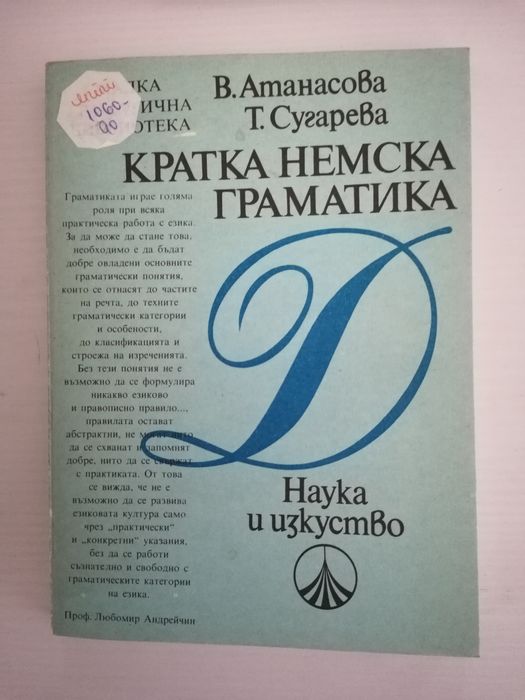 ЛКА
ИЧНА
ОТЕКА
1060-
90
В. Атанасова
Т. Сугарева
КРАТКА НЕМСКА
ГРАМАТИКА
Граматиката играе голяма
роля при всяка
практическа работа с езика.
За да може да стане това,
необходимо е да бъдат
добре овладени основните
граматически понятия,
които се отнасят до частите
на речта, до техните
граматически категории
и особености,
до класификацията и
строежа на изреченията.
Без тези понятия не е
възможно да се формулира
никакво езиково
и правописно правило...,
правилата остават
абстрактни, не могат нито
да се схванат и запомнят
добре, нито да се свържат
с практиката. От това
се вижда, че не е
възможно да се развива
езиковата култура само
чрез „практически“
и „конкретни“ указания,
без да се работи
съзнателно и свободно с
граматическите категории
на езика.
Проф. Любомир Андрейчин
D
Наука
и изкуство